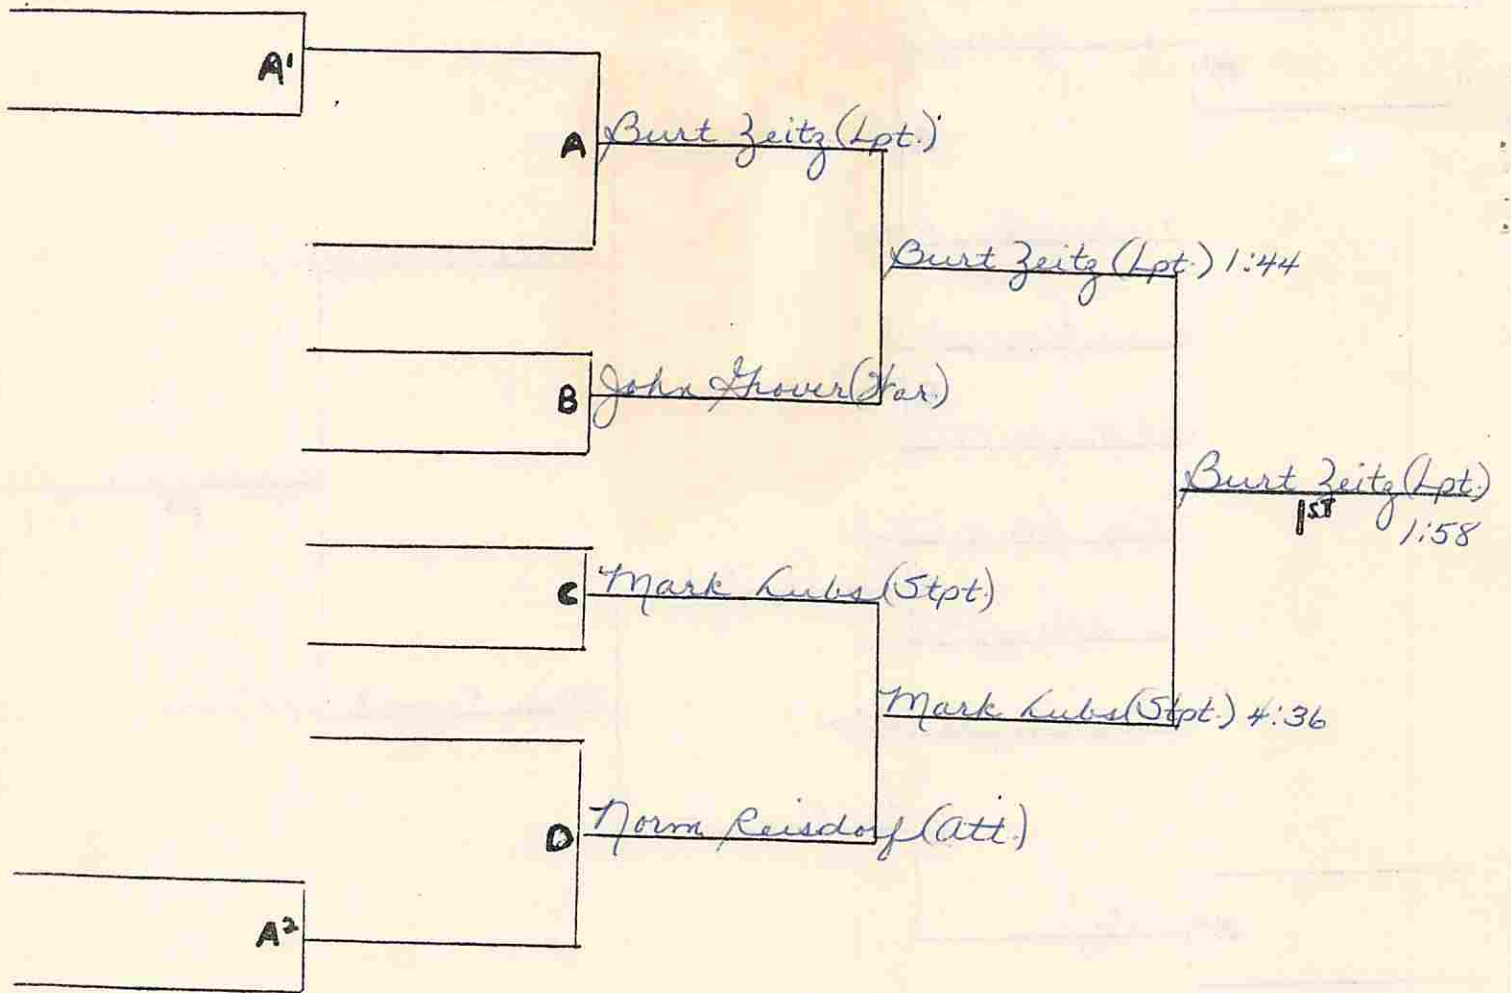 A¹
A
Burt Zeitz (Lpt.)
Burt Zeitz (Lpt.) 1:44
B
John Grover (Har.)
Burt Zeitz (Lpt.)
1ST
1:58
C
Mark Lubs (Stpt.)
Mark Lubs (Stpt.) 4:36
D
Norm Reisdorf (Att.)
A²